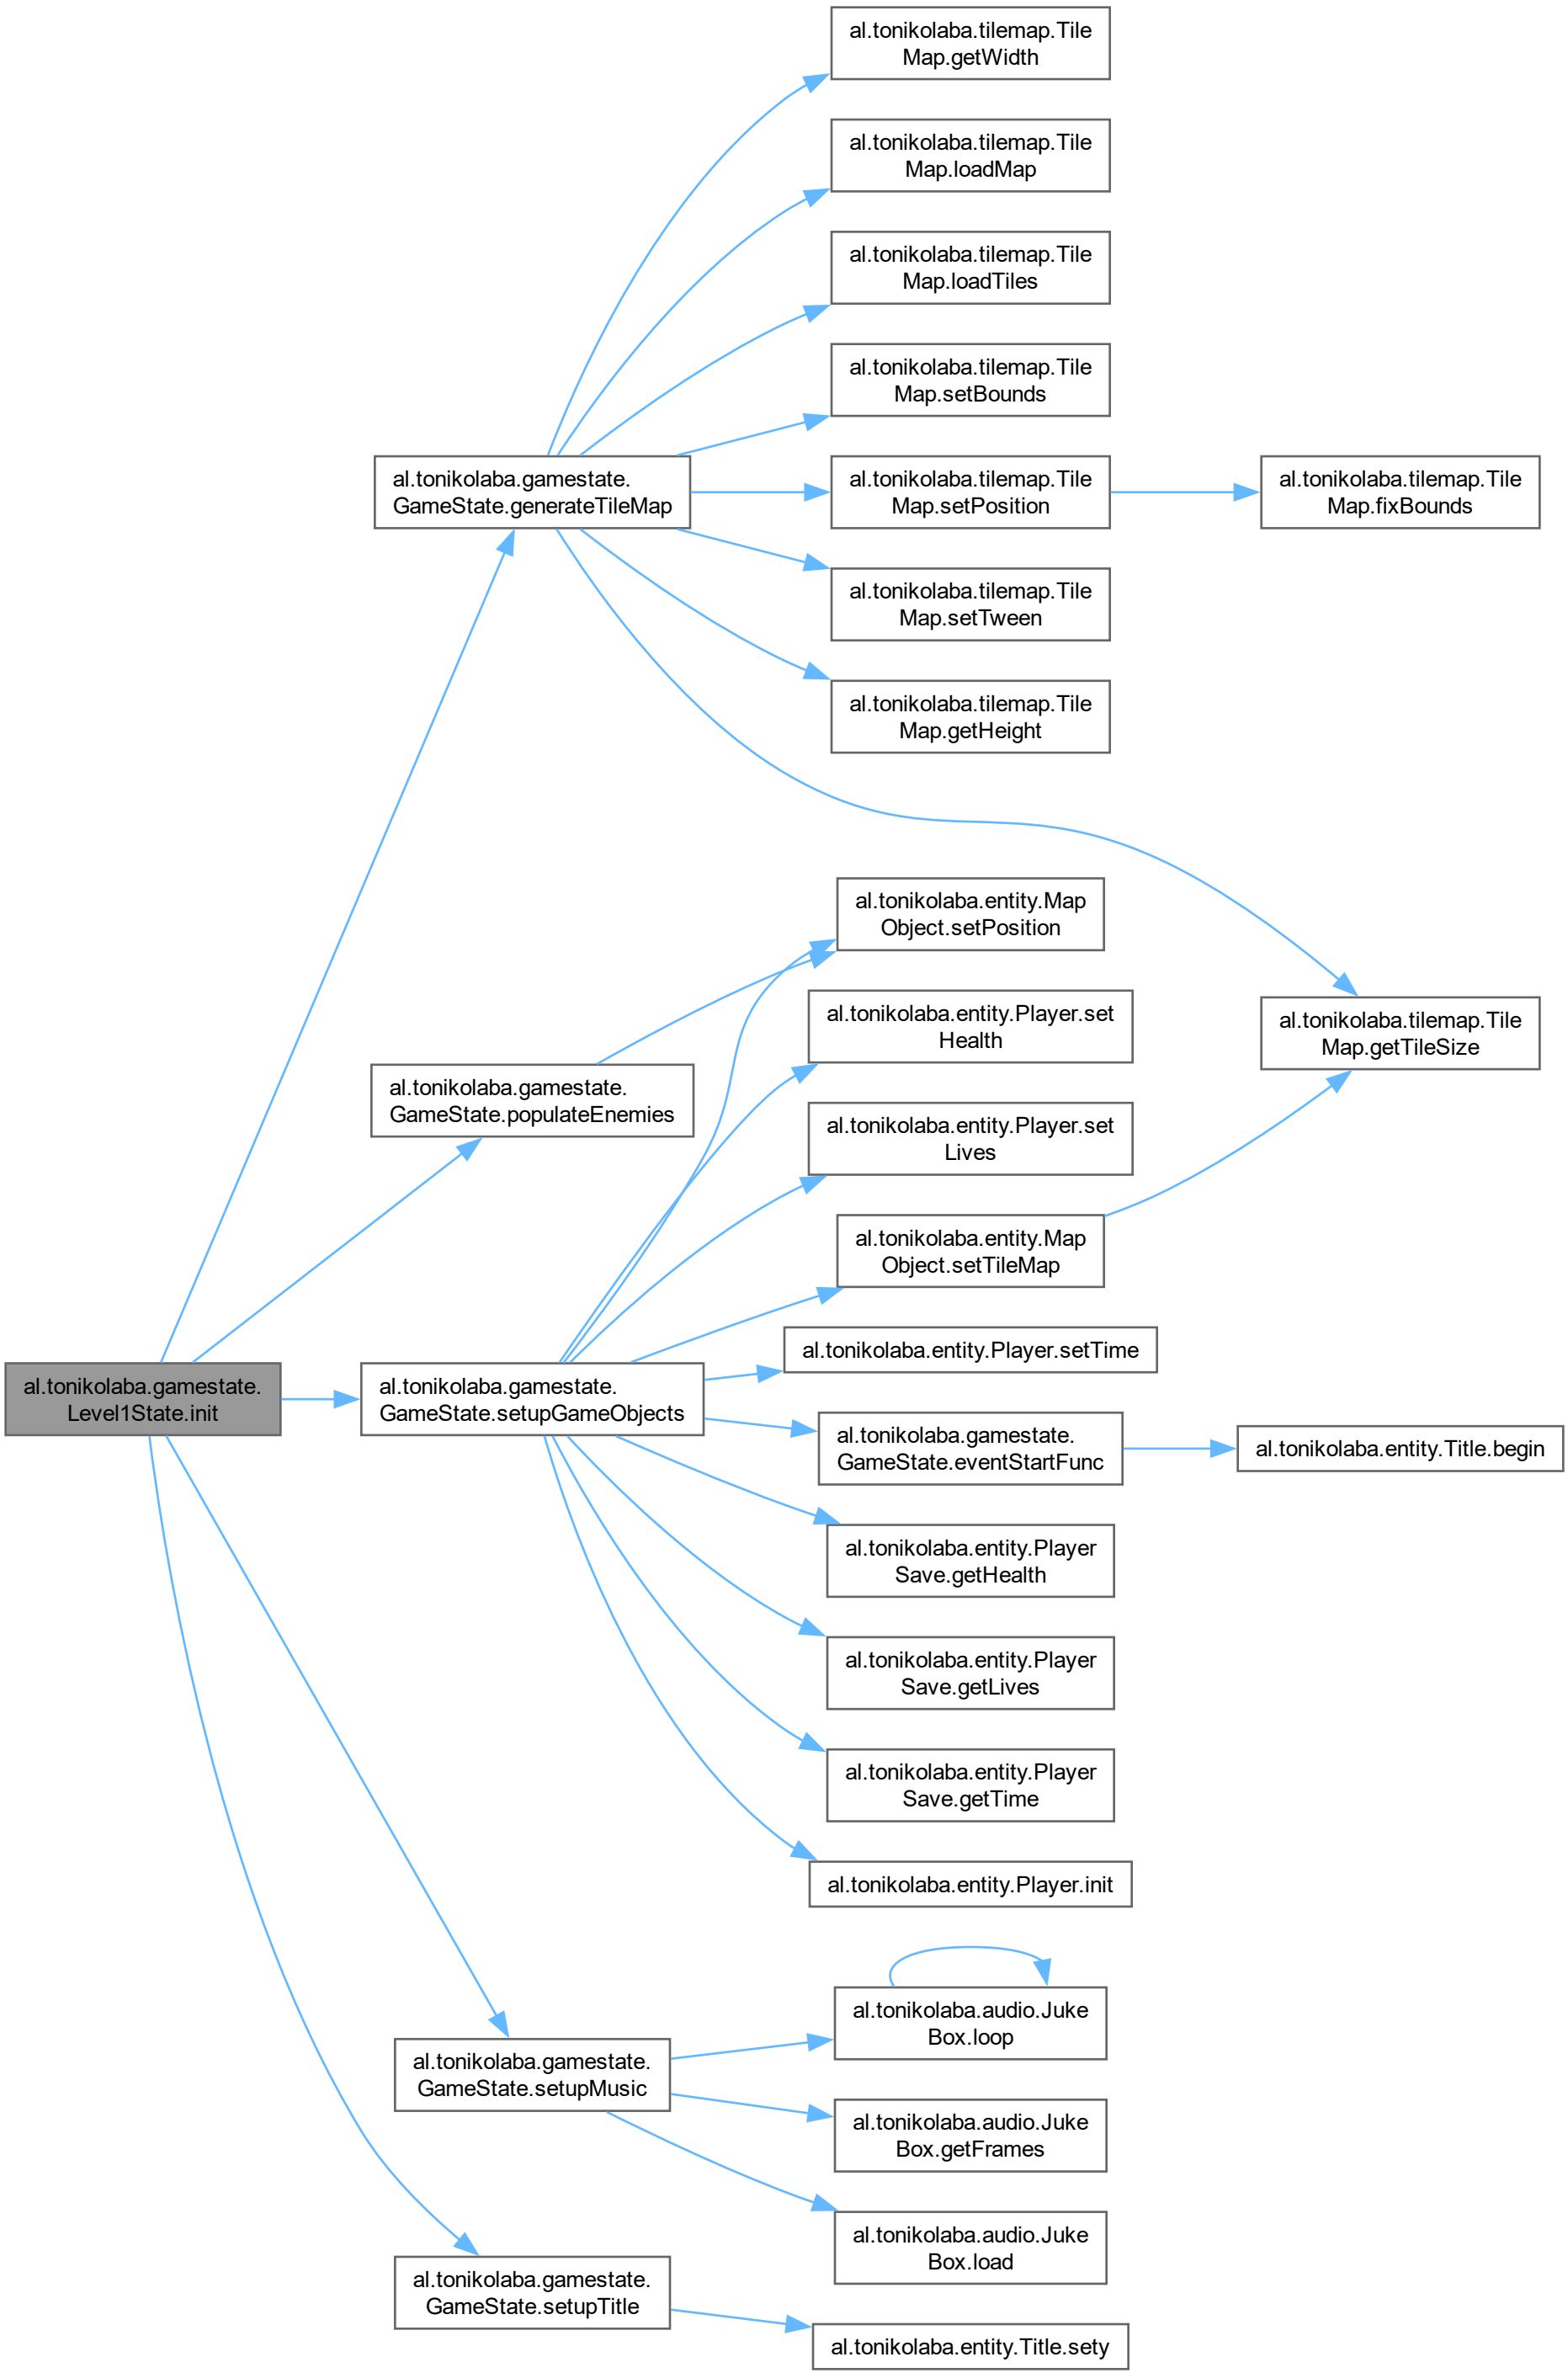 al.tonikolaba.tilemap.Tile
Map.getWidth
al.tonikolaba.tilemap.Tile
Map.loadMap
al.tonikolaba.tilemap.Tile
Map.loadTiles
al.tonikolaba.tilemap.Tile
Map.setBounds
al.tonikolaba.gamestate.
GameState.generateTileMap
al.tonikolaba.tilemap.Tile
Map.setPosition
al.tonikolaba.tilemap.Tile
Map.fixBounds
al.tonikolaba.tilemap.Tile
Map.setTween
al.tonikolaba.tilemap.Tile
Map.getHeight
al.tonikolaba.entity.Map
Object.setPosition
al.tonikolaba.entity.Player.set
Health
al.tonikolaba.tilemap.Tile
Map.getTileSize
al.tonikolaba.gamestate.
GameState.populateEnemies
al.tonikolaba.entity.Player.set
Lives
al.tonikolaba.entity.Map
Object.setTileMap
al.tonikolaba.entity.Player.setTime
al.tonikolaba.gamestate.
Level1State.init
al.tonikolaba.gamestate.
GameState.setupGameObjects
al.tonikolaba.gamestate.
GameState.eventStartFunc
al.tonikolaba.entity.Title.begin
al.tonikolaba.entity.Player
Save.getHealth
al.tonikolaba.entity.Player
Save.getLives
al.tonikolaba.entity.Player
Save.getTime
al.tonikolaba.entity.Player.init
al.tonikolaba.audio.Juke
Box.loop
al.tonikolaba.gamestate.
GameState.setupMusic
al.tonikolaba.audio.Juke
Box.getFrames
al.tonikolaba.audio.Juke
Box.load
al.tonikolaba.gamestate.
GameState.setupTitle
al.tonikolaba.entity.Title.sety